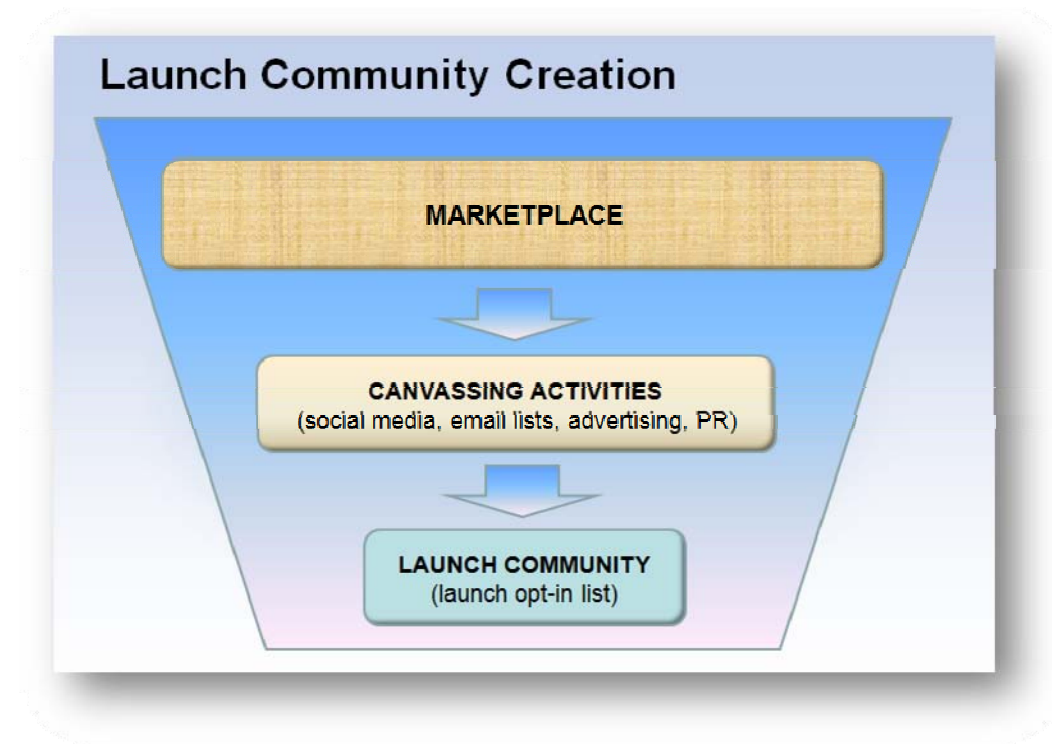 Launch Community Creation
MARKETPLACE
CANVASSING ACTIVITIES
(social media, email lists, advertising, PR)
LAUNCH COMMUNITY
(launch opt-in list)